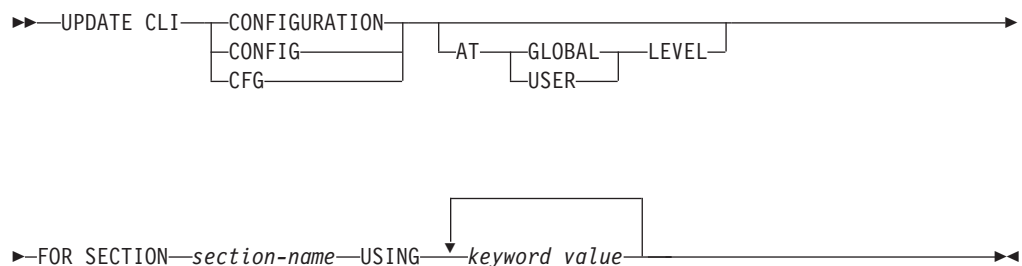 UPDATE CLI CONFIGURATION
CONFIG
CFG
AT GLOBAL LEVEL
USER
FOR SECTION section-name USING keyword value